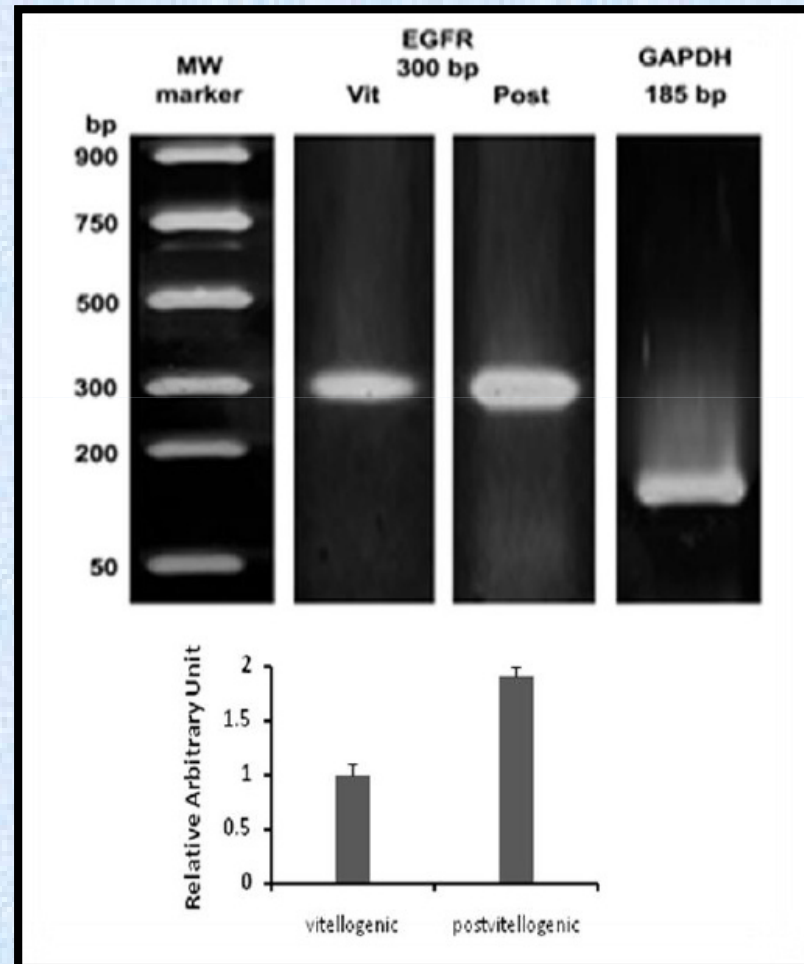 EGFR
300 bp
MW
marker
Vit
Post
GAPDH
185 bp
bp
900
750
500
300
200
50
Relative Arbitrary Unit
2
1.5
1
0.5
0
vitellogenic
postvitellogenic